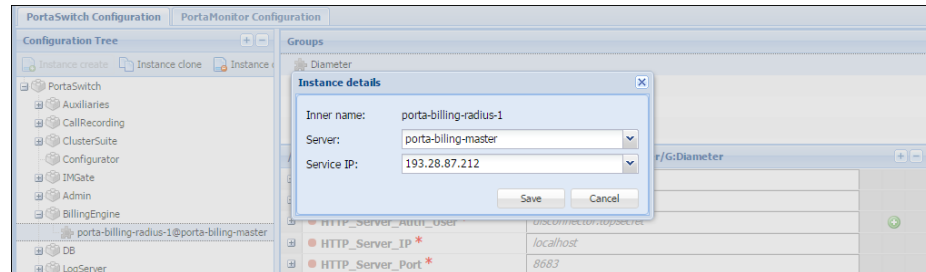 PortaSwitch Configuration PortaMonitor Configuration
Configuration Tree Groups
Instance create Instance clone Instance Diameter
PortaSwitch
Auxiliaries
CallRecording
ClusterSuite
Configurator
IMGate
Admin
BillingEngine
porta-billing-radius-1@porta-biling-master
DB
LogServer
Instance details
Inner name: porta-billing-radius-1
Server: porta-biling-master
Service IP: 193.28.87.212
Save Cancel
r/G:Diameter
HTTP_Server_Auth_User disconnector:topsecret
HTTP_Server_IP * localhost
HTTP_Server_Port * 8683